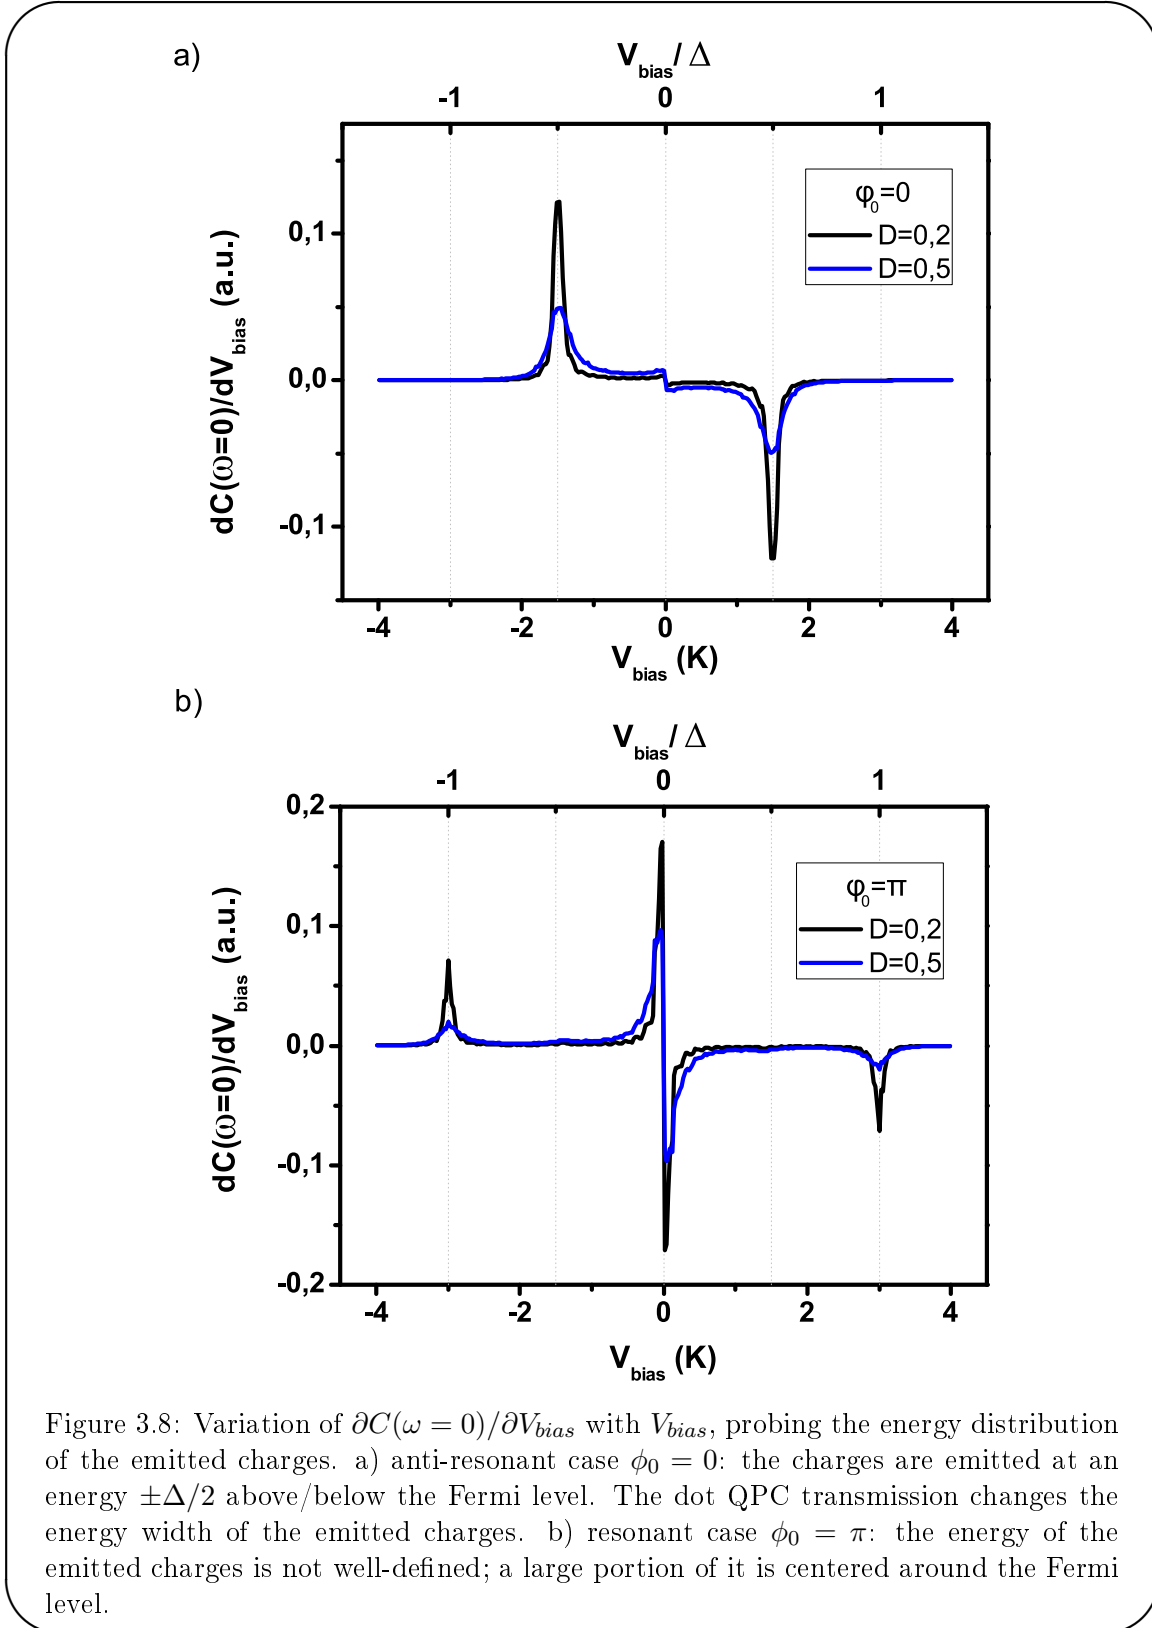 a)
V_bias / Δ
-1 0 1
0,1
0,0
-0,1
dC(ω=0)/dV_bias (a.u.)
φ_0=0
D=0,2
D=0,5
-4 -2 0 2 4
V_bias (K)
b)
V_bias / Δ
-1 0 1
0,2
0,1
0,0
-0,1
-0,2
dC(ω=0)/dV_bias (a.u.)
φ_0=π
D=0,2
D=0,5
-4 -2 0 2 4
V_bias (K)
Figure 3.8: Variation of ∂C(ω = 0)/∂V_bias with V_bias, probing the energy distribution
of the emitted charges. a) anti-resonant case ϕ_0 = 0: the charges are emitted at an
energy ±Δ/2 above/below the Fermi level. The dot QPC transmission changes the
energy width of the emitted charges. b) resonant case ϕ_0 = π: the energy of the
emitted charges is not well-defined; a large portion of it is centered around the Fermi
level.